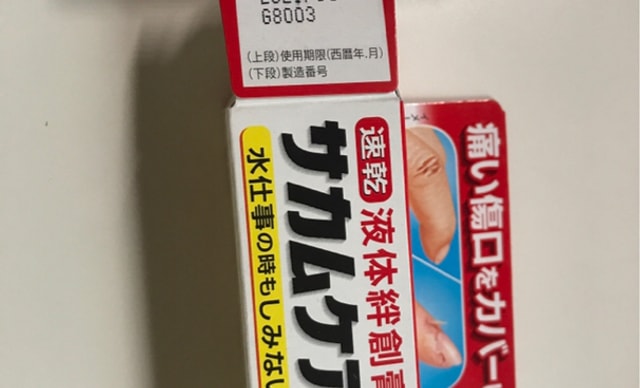 G8003
(上段)使用期限(西暦年.月)
(下段)製造番号
痛い傷口をカバー
速乾 液体絆創膏
サカムケ
水仕事の時もしみない